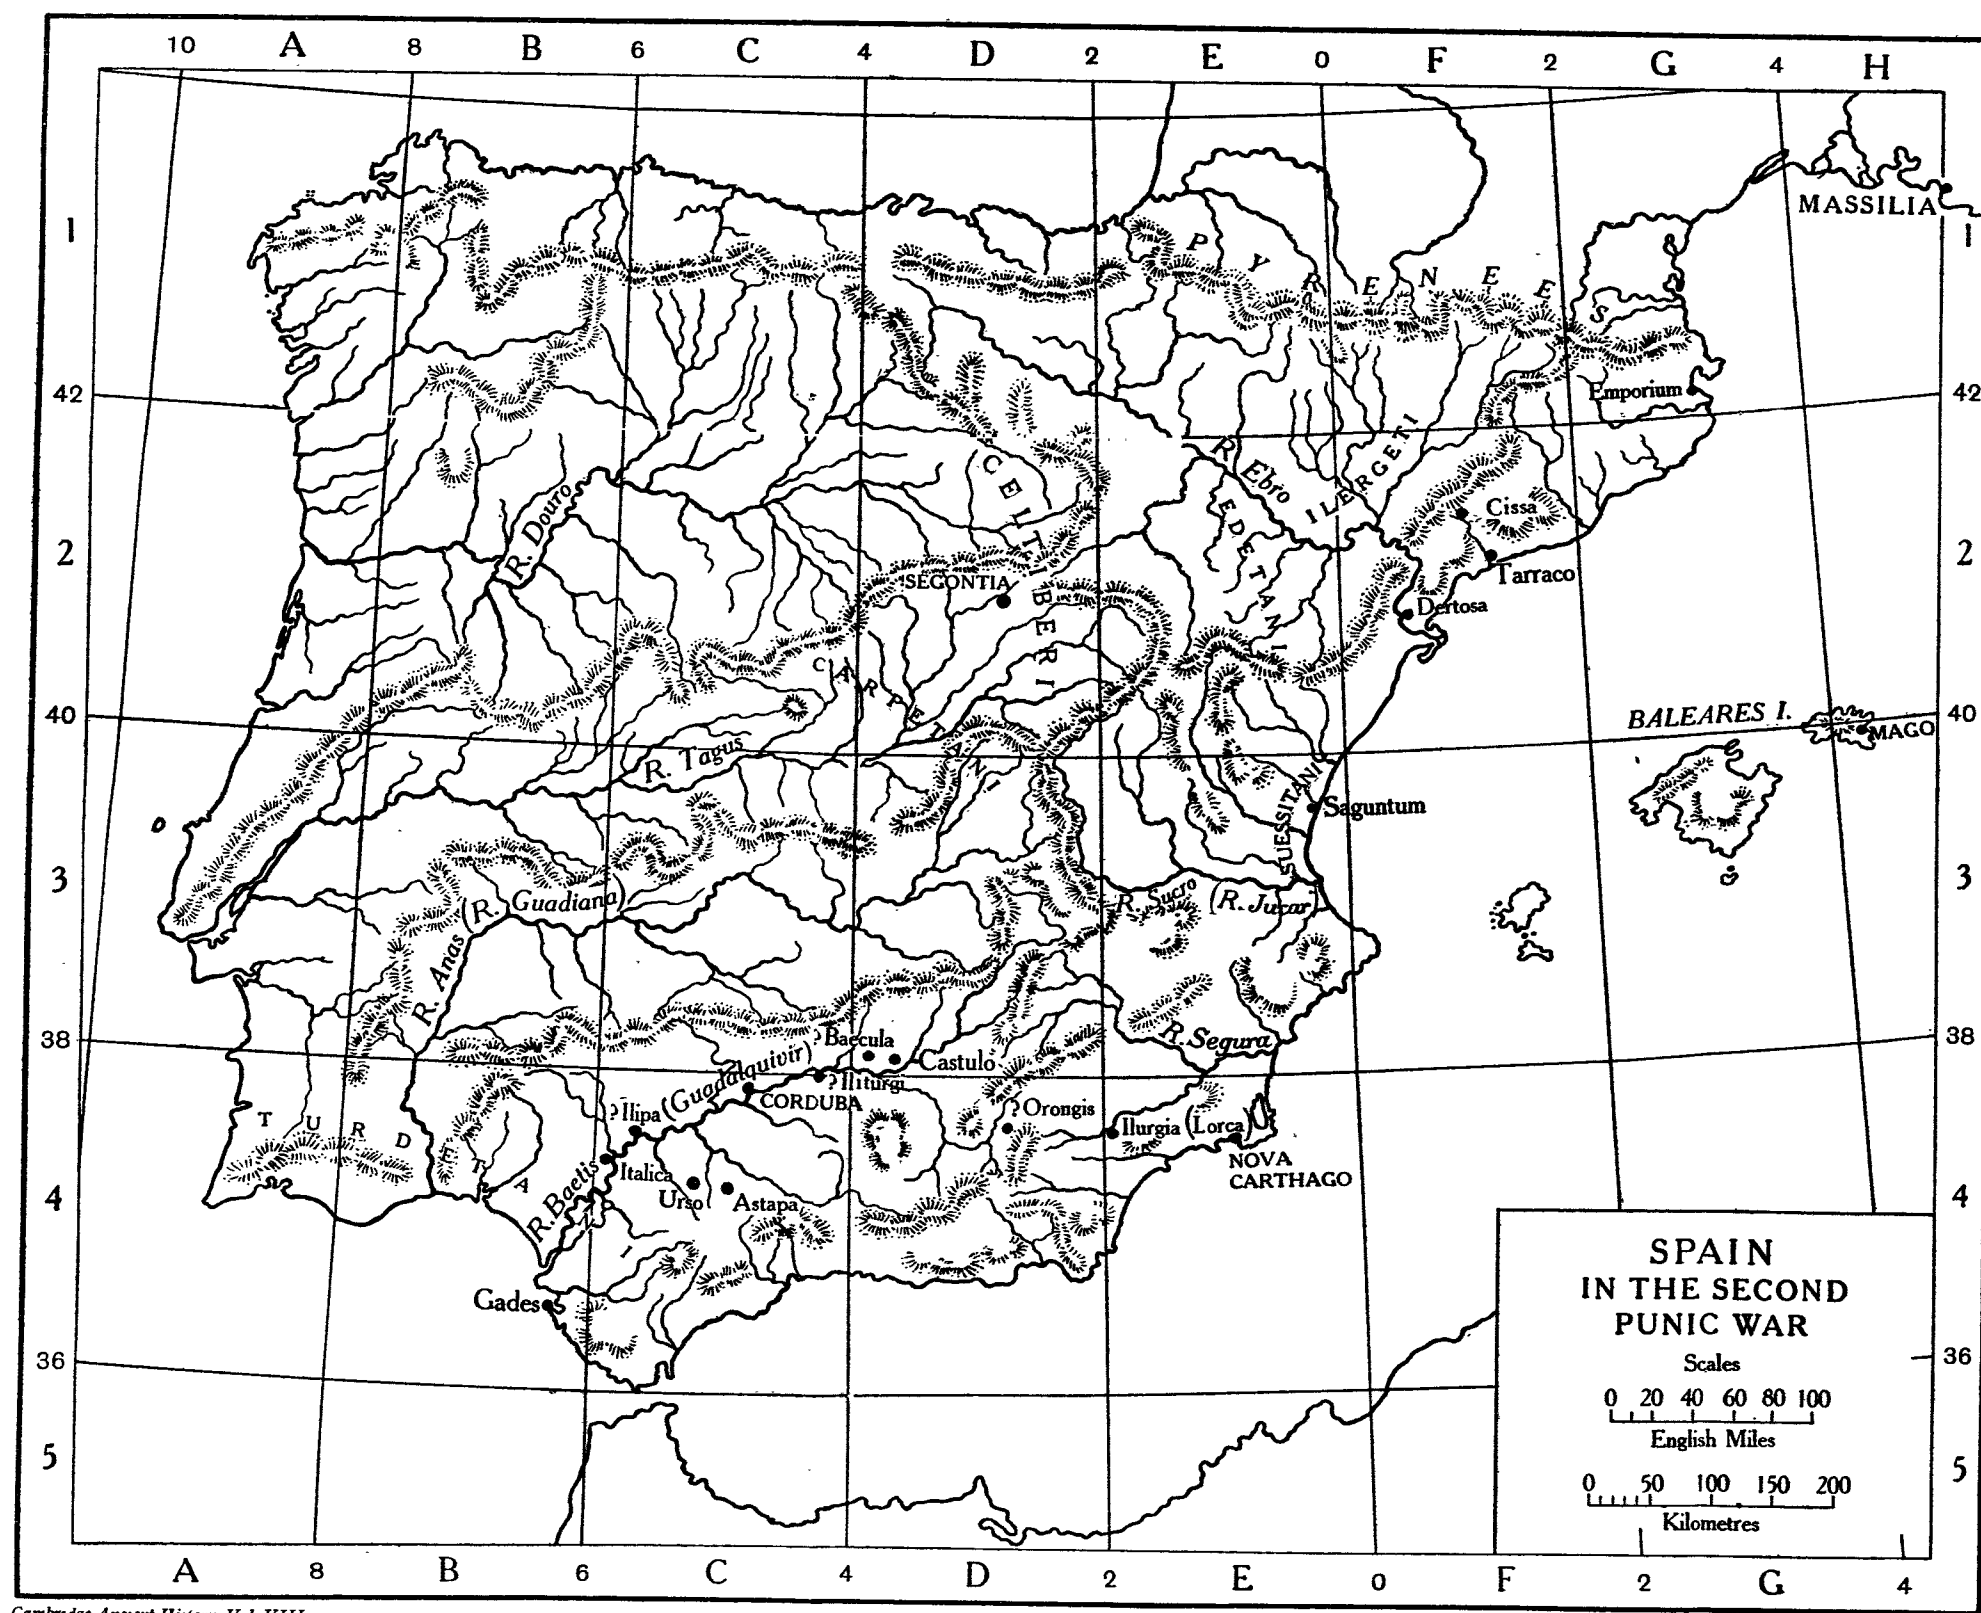 10 A 8 B 6 C 4 D 2 E 0 F 2 G 4 H
1
MASSILIA
1
P Y R E N E E S
42
Emporium
42
R. Ebro
ILERGETI
CELTIBERI
EDETANI
Cissa
R. Douro
2
2
SEGONTIA
Tarraco
Dertosa
CARPETANI
40
BALEARES I.
40
MAGO
R. Tagus
SUESSITANI
Saguntum
3
3
R. Anas (R. Guadiana)
R. Sucro (R. Jucar)
38
?Baecula
R. Segura
38
Castulo
?Iliturgi
R. Baetis (Guadalquivir)
CORDUBA
?Ilipa
?Orongis
Ilurgia (Lorca)
TURDETANI
Italica
NOVA
CARTHAGO
Urso
Astapa
4
4
Gades
SPAIN
IN THE SECOND
PUNIC WAR
Scales
0 20 40 60 80 100
English Miles
0 50 100 150 200
Kilometres
36
36
5
5
A 8 B 6 C 4 D 2 E 0 F 2 G 4